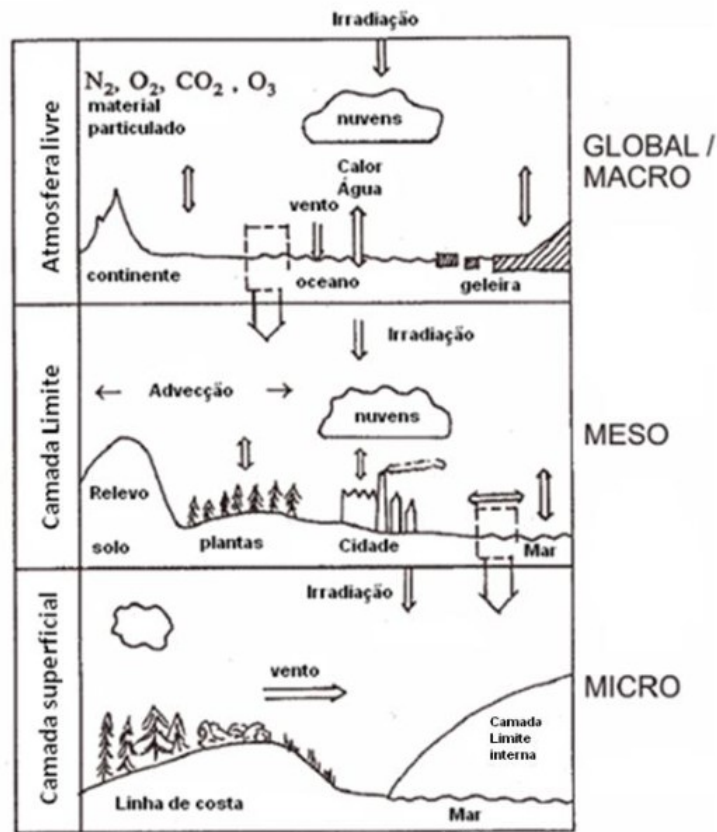 Irradiação
N₂, O₂, CO₂ , O₃
material
particulado
nuvens
Calor
Água
vento
continente
oceano
geleira
Atmosfera livre
GLOBAL /
MACRO
Irradiação
← Advecção →
nuvens
Relevo
solo
plantas
Cidade
Mar
Camada Limite
MESO
Irradiação
vento
Camada
Limite
interna
Linha de costa
Mar
Camada superficial
MICRO